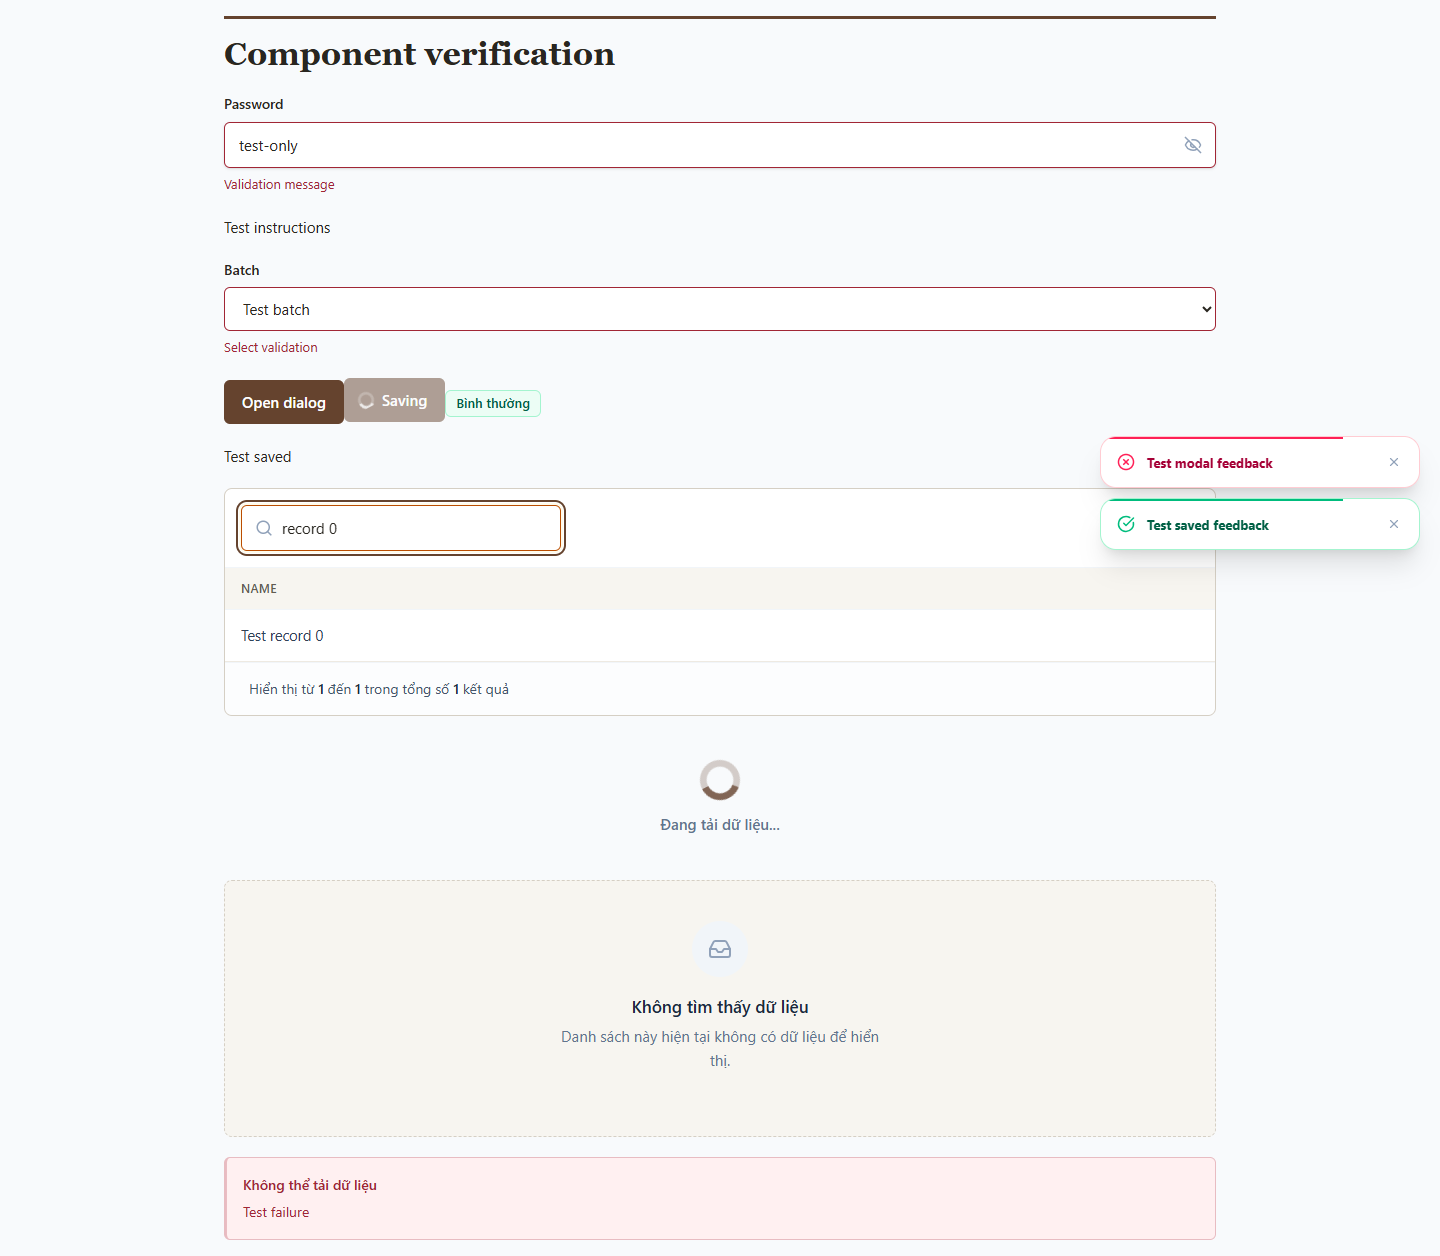 Component verification
Password
test-only
Validation message
Test instructions
Batch
Test batch
Select validation
Open dialog
Saving
Bình thường
Test saved
Test modal feedback
Test saved feedback
record 0
NAME
Test record 0
Hiển thị từ 1 đến 1 trong tổng số 1 kết quả
Đang tải dữ liệu...
Không tìm thấy dữ liệu
Danh sách này hiện tại không có dữ liệu để hiển
thị.
Không thể tải dữ liệu
Test failure